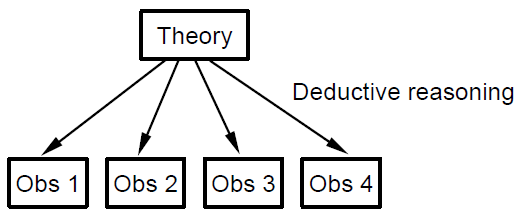 Theory
Deductive reasoning
Obs 1
Obs 2
Obs 3
Obs 4